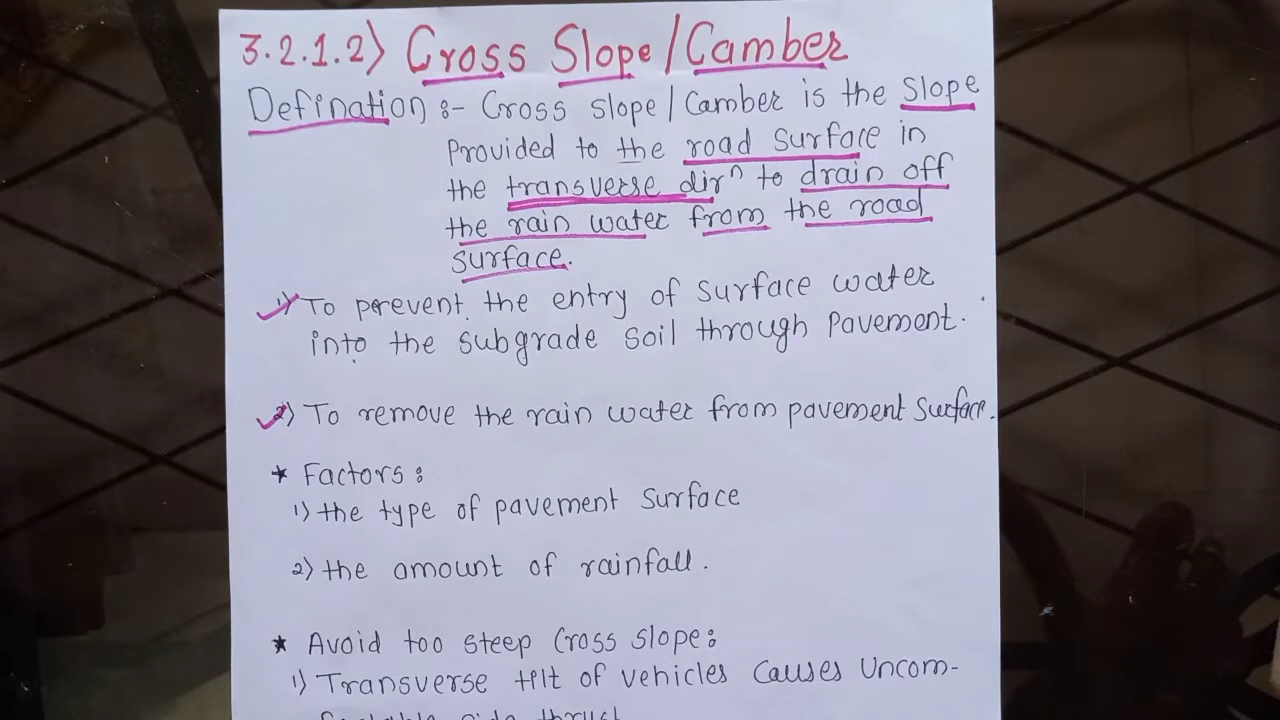 3.2.1.2) Cross Slope/Camber
Defination :- Cross slope/Camber is the Slope
Provided to the road surface in
the transverse dirⁿ to drain off
the rain water from the road
surface.
1) To prevent the entry of surface water
into the subgrade soil through Pavement.
2) To remove the rain water from pavement surface.
* Factors :
1) the type of pavement surface
2) the amount of rainfall.
* Avoid too steep Cross slope:
1) Transverse tilt of vehicles causes Uncom-
side thrust